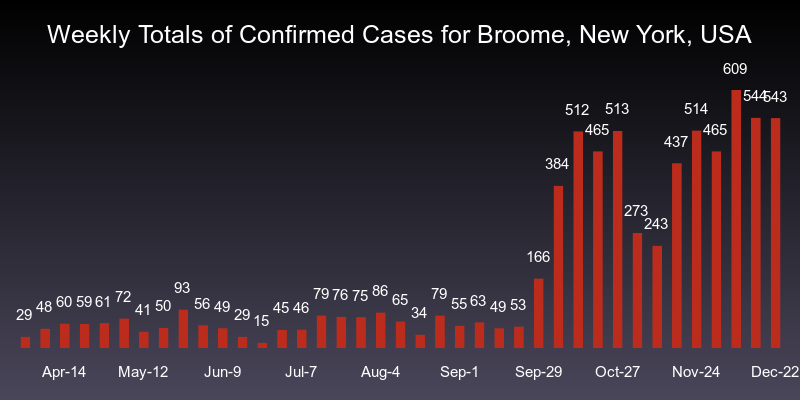 Weekly Totals of Confirmed Cases for Broome, New York, USA
29 48 60 59 61 72 41 50 93 56 49 29 15 45 46 79 76 75 86 65 34 79 55 63 49 53 166 384 512 465 513 273 243 437 514 465 609 544 543
Apr-14 May-12 Jun-9 Jul-7 Aug-4 Sep-1 Sep-29 Oct-27 Nov-24 Dec-22